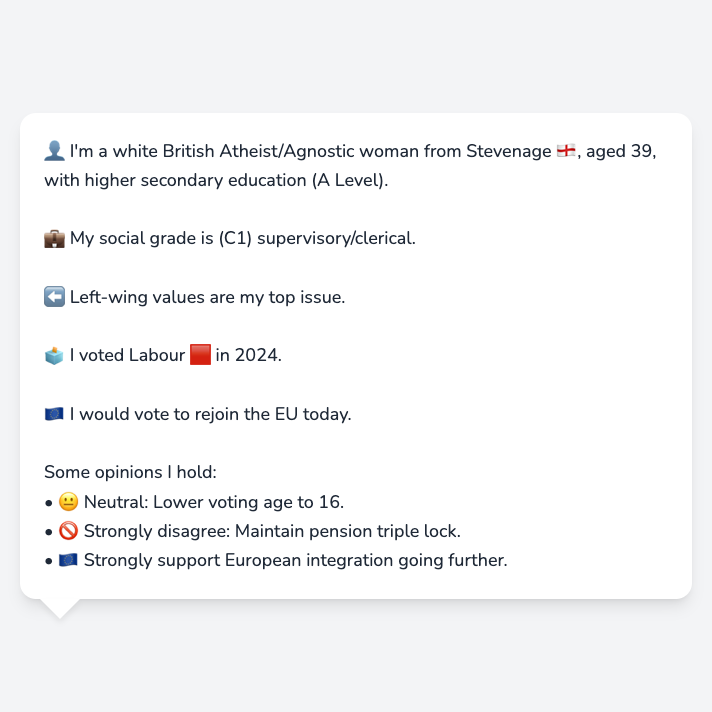 👤 I'm a white British Atheist/Agnostic woman from Stevenage 🏴󠁧󠁢󠁥󠁮󠁧󠁿, aged 39,
with higher secondary education (A Level).
💼 My social grade is (C1) supervisory/clerical.
⬅️ Left-wing values are my top issue.
🗳️ I voted Labour 🟥 in 2024.
🇪🇺 I would vote to rejoin the EU today.
Some opinions I hold:
• 😐 Neutral: Lower voting age to 16.
• 🚫 Strongly disagree: Maintain pension triple lock.
• 🇪🇺 Strongly support European integration going further.